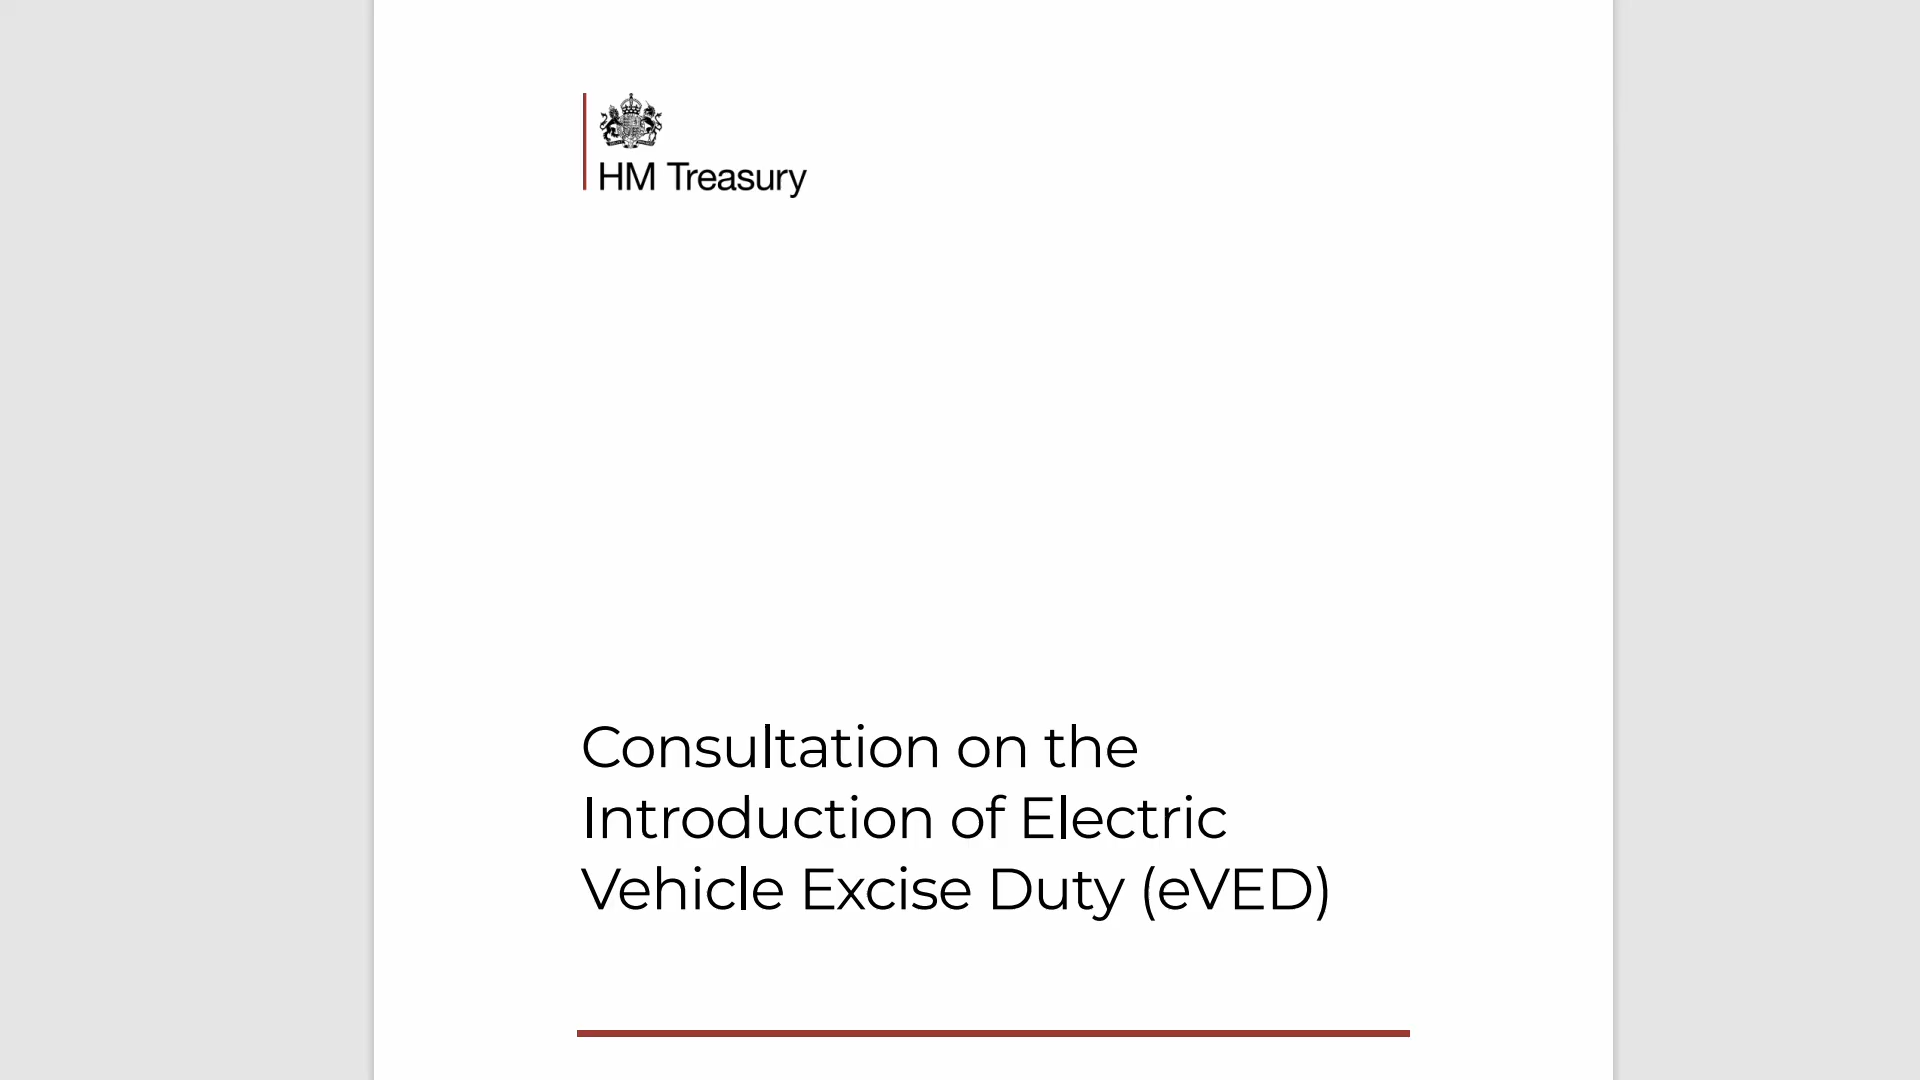 HM Treasury
Consultation on the
Introduction of Electric
Vehicle Excise Duty (eVED)